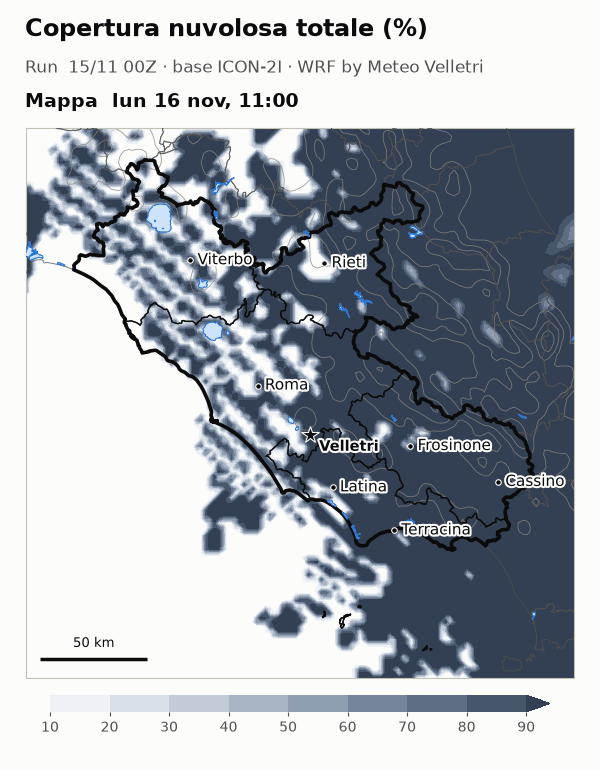 Copertura nuvolosa totale (%)
Run  15/11 00Z · base ICON-2I · WRF by Meteo Velletri
Mappa  lun 16 nov, 11:00
Viterbo
Rieti
Roma
Velletri
Frosinone
Latina
Cassino
Terracina
50 km
10 20 30 40 50 60 70 80 90